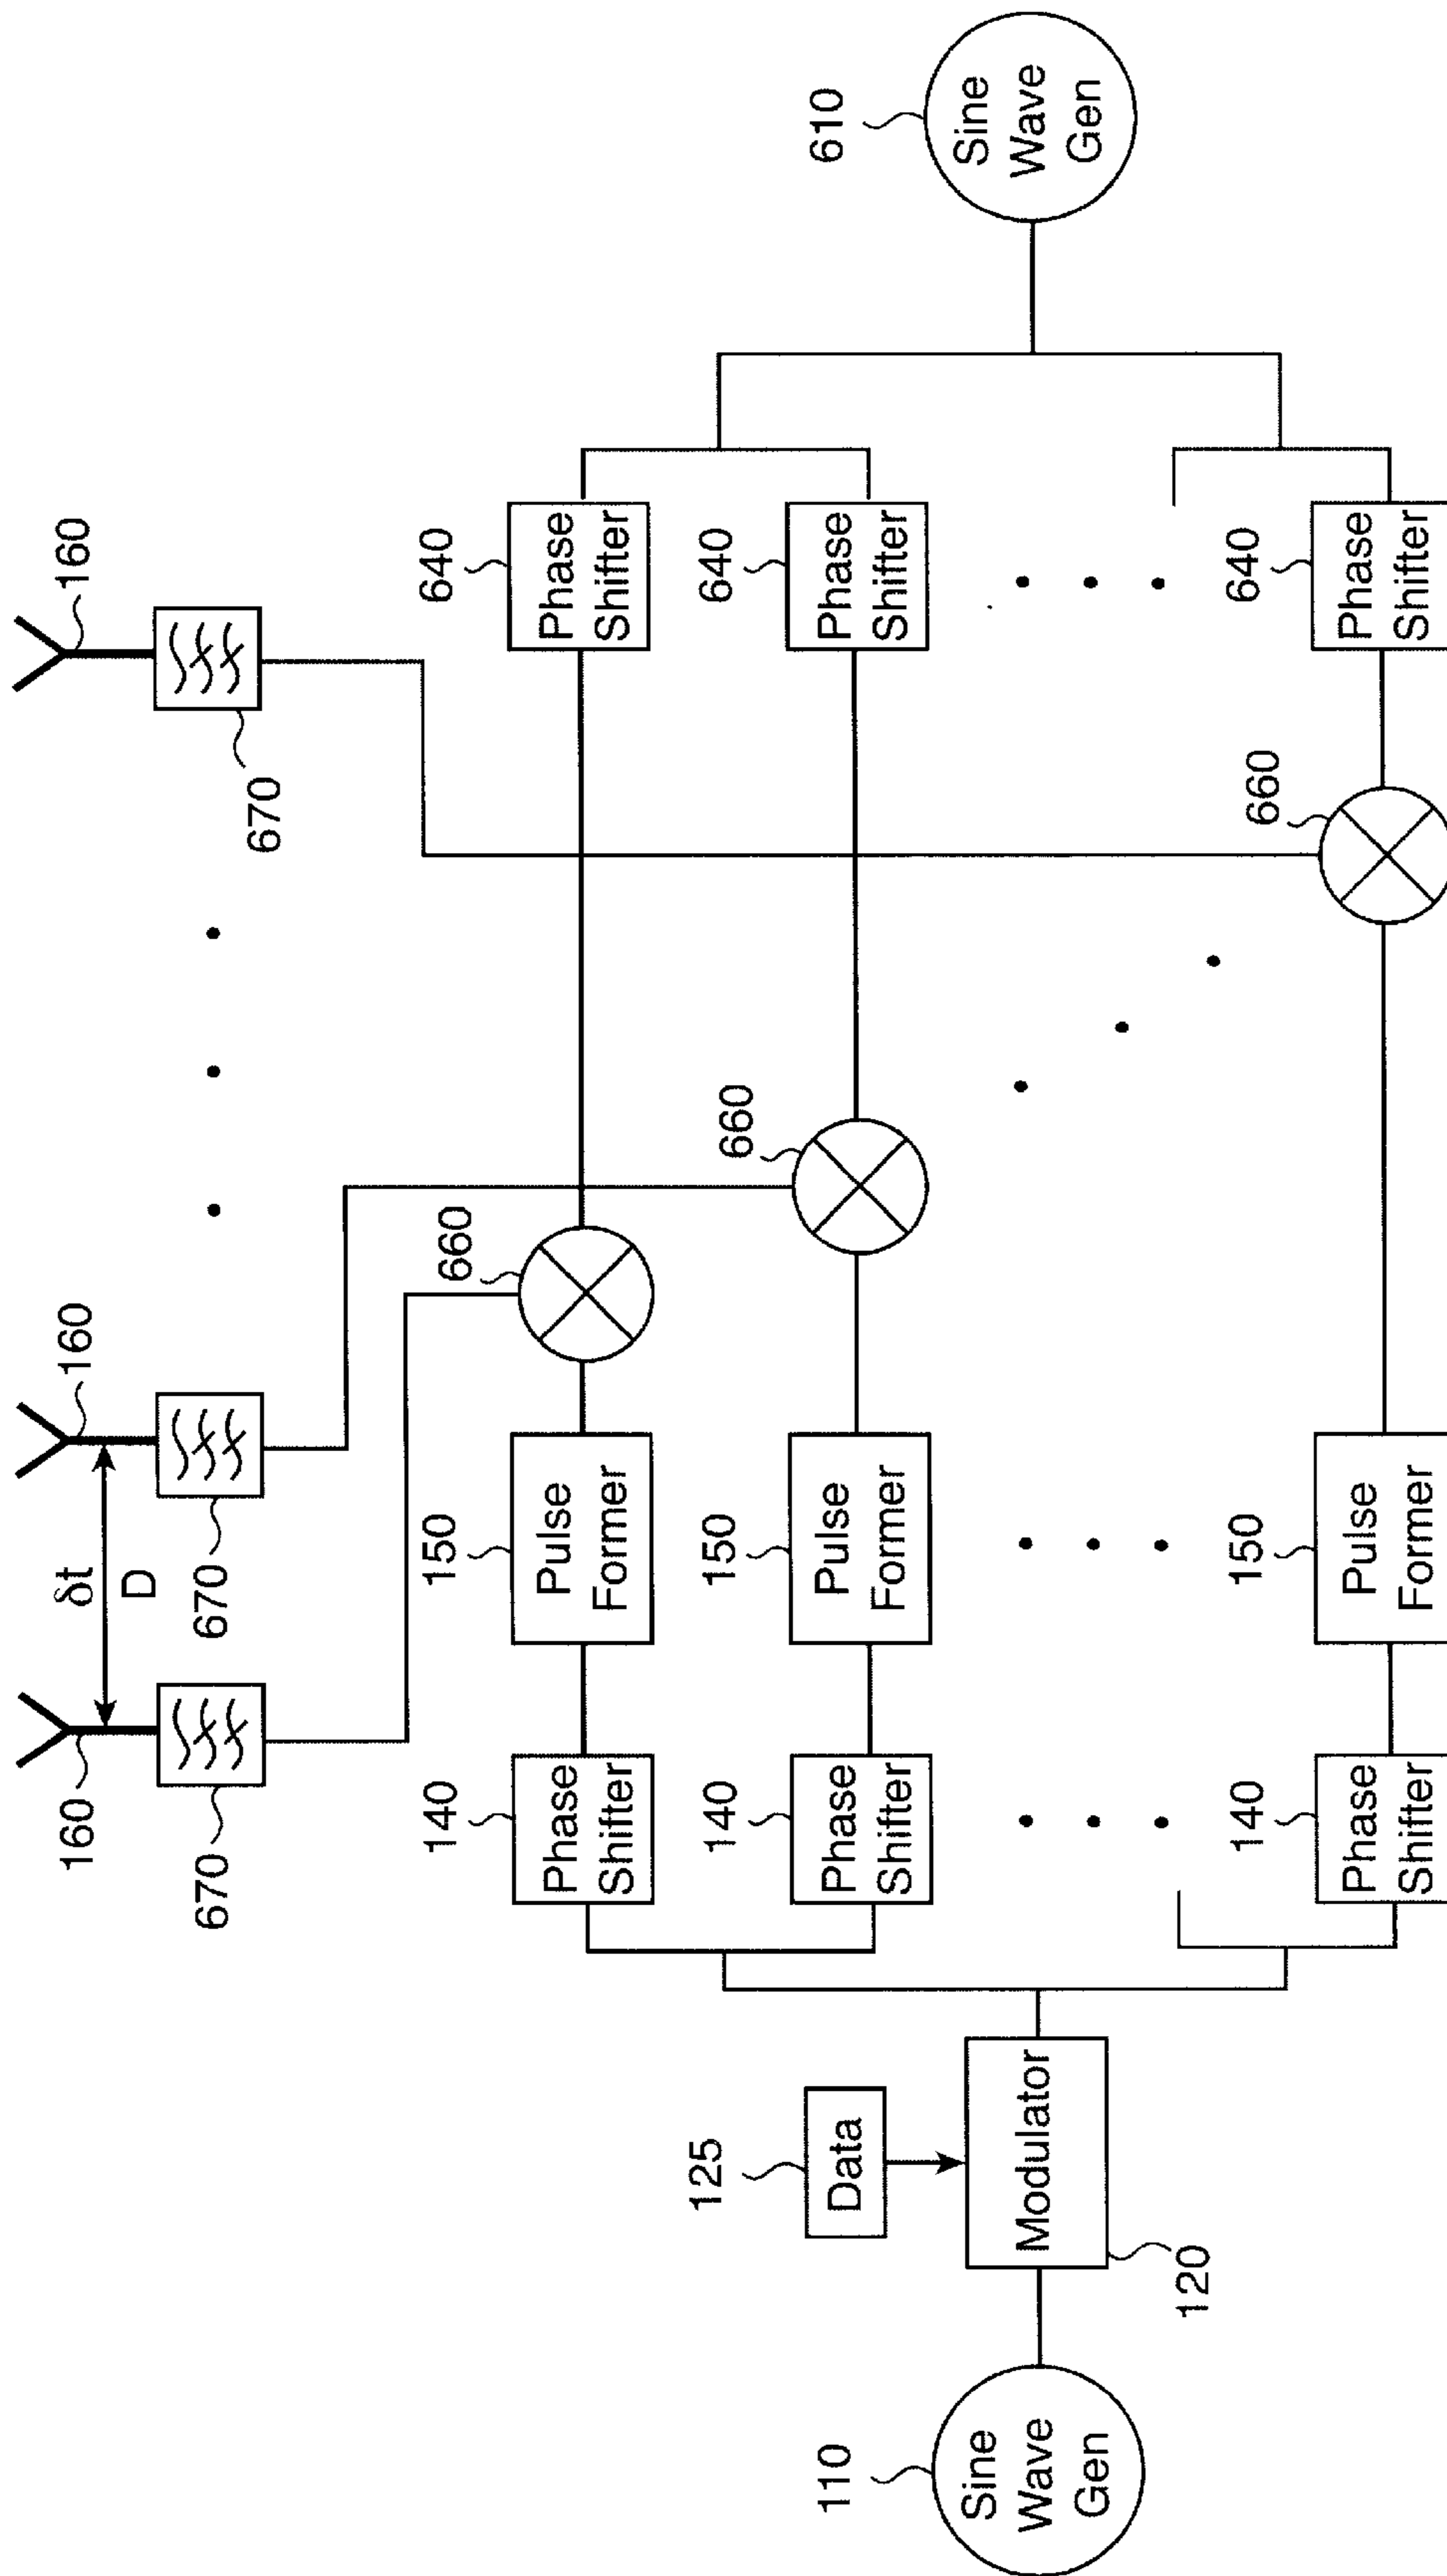 160
δt
D
160
160
670
670
670
660
660
660
140
Phase
Shifter
150
Pulse
Former
640
Phase
Shifter
140
Phase
Shifter
150
Pulse
Former
640
Phase
Shifter
140
Phase
Shifter
150
Pulse
Former
640
Phase
Shifter
125
Data
Modulator
120
110
Sine
Wave
Gen
610
Sine
Wave
Gen